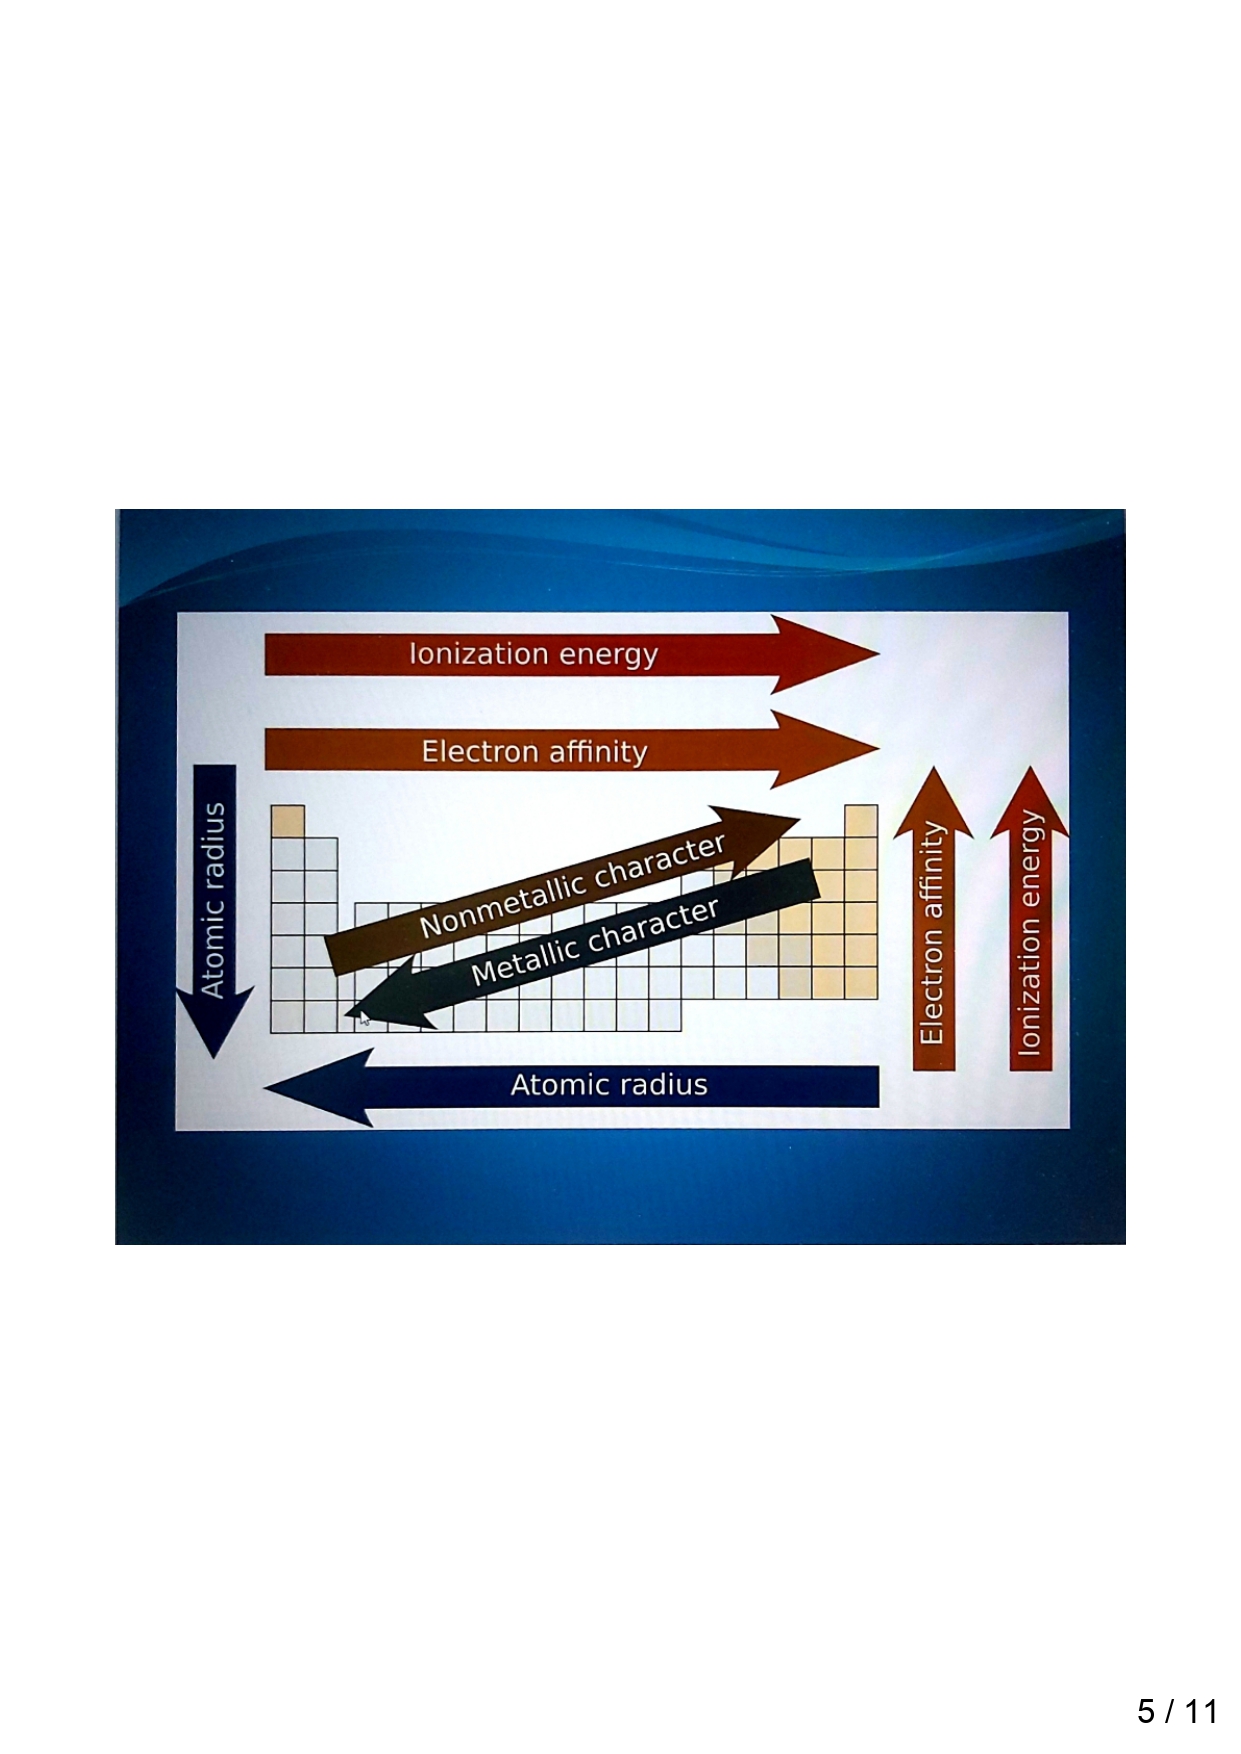 Ionization energy
Electron affinity
Atomic radius
Nonmetallic character
Metallic character
Electron affinity
Ionization energy
Atomic radius
5 / 11